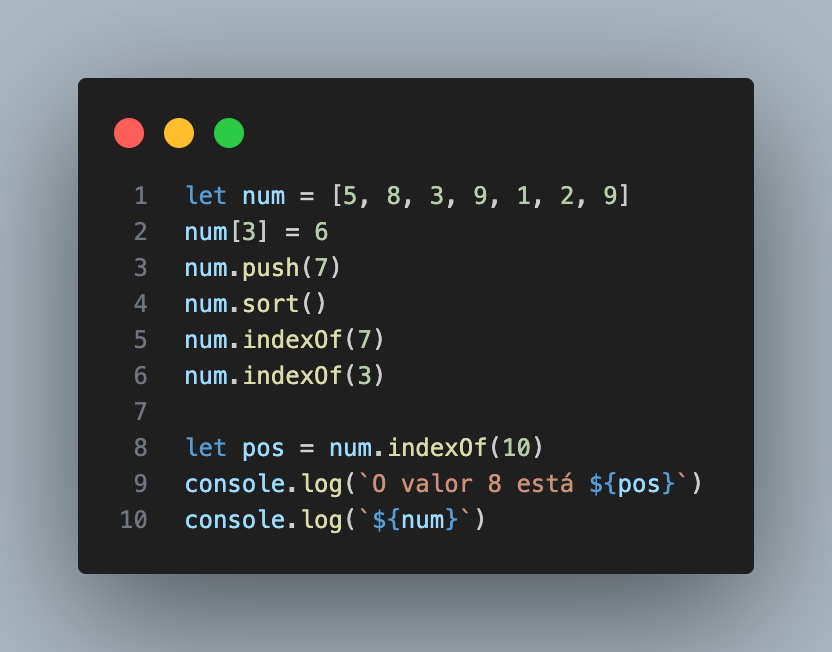 1 let num = [5, 8, 3, 9, 1, 2, 9]
2 num[3] = 6
3 num.push(7)
4 num.sort()
5 num.indexOf(7)
6 num.indexOf(3)
7
8 let pos = num.indexOf(10)
9 console.log(`O valor 8 está ${pos}`)
10 console.log(`${num}`)